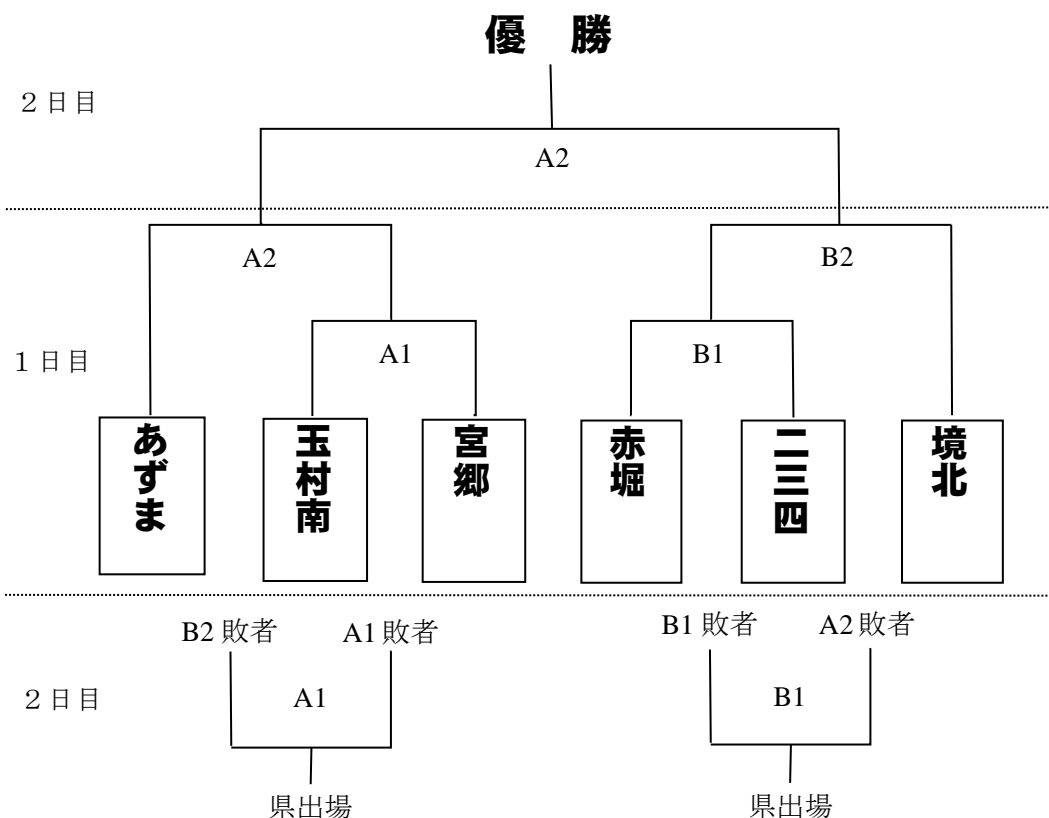 優　勝
２日目
A2
A2
B2
１日目
A1
B1
あずま
玉村南
宮郷
赤堀
二三四
境北
B2 敗者
A1 敗者
B1 敗者
A2 敗者
２日目
A1
B1
県出場
県出場